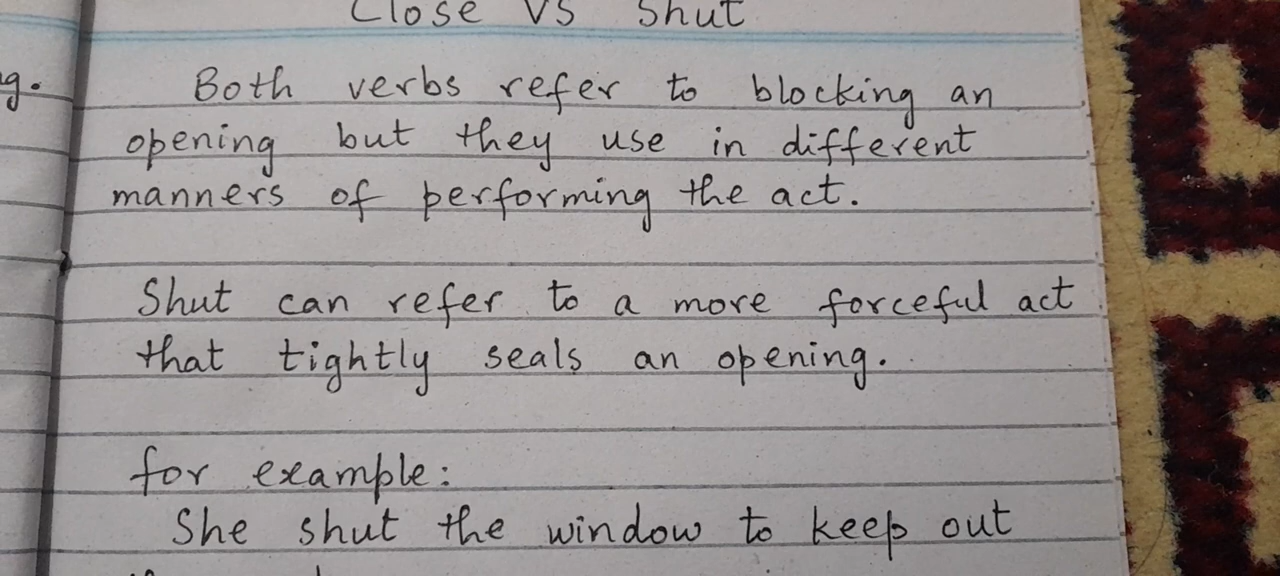 Close VS Shut
Both verbs refer to blocking an
opening but they use in different
manners of performing the act.
Shut can refer to a more forceful act
that tightly seals an opening.
for example:
She shut the window to keep out